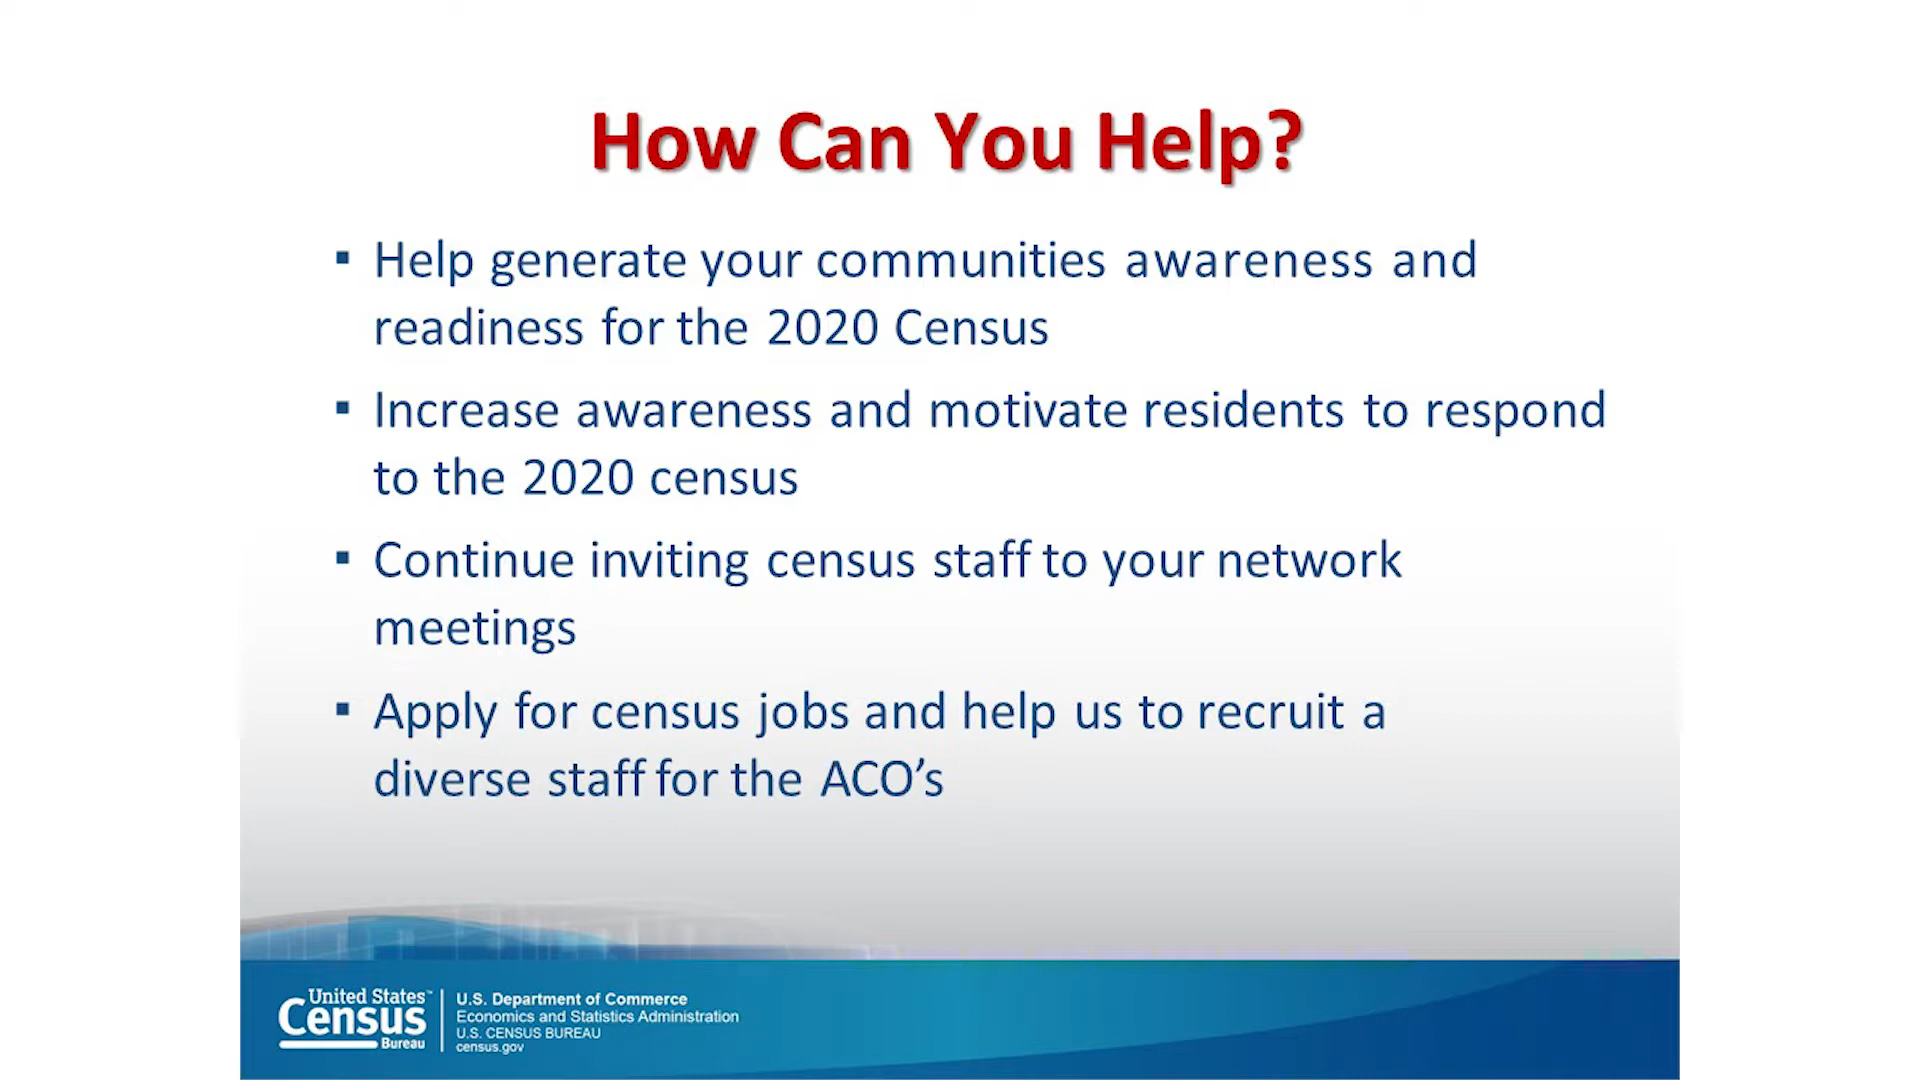 How Can You Help?
▪ Help generate your communities awareness and
readiness for the 2020 Census
▪ Increase awareness and motivate residents to respond
to the 2020 census
▪ Continue inviting census staff to your network
meetings
▪ Apply for census jobs and help us to recruit a
diverse staff for the ACO’s
United States™
Census
Bureau
U.S. Department of Commerce
Economics and Statistics Administration
U.S. CENSUS BUREAU
census.gov